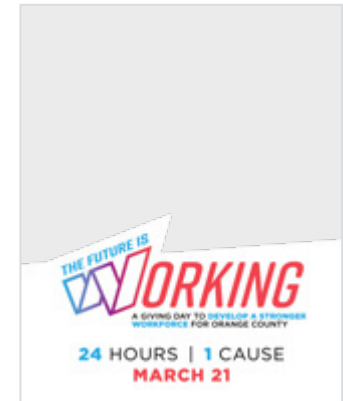 THE FUTURE IS
WORKING
A GIVING DAY TO DEVELOP A STRONGER
WORKFORCE FOR ORANGE COUNTY
24 HOURS | 1 CAUSE
MARCH 21